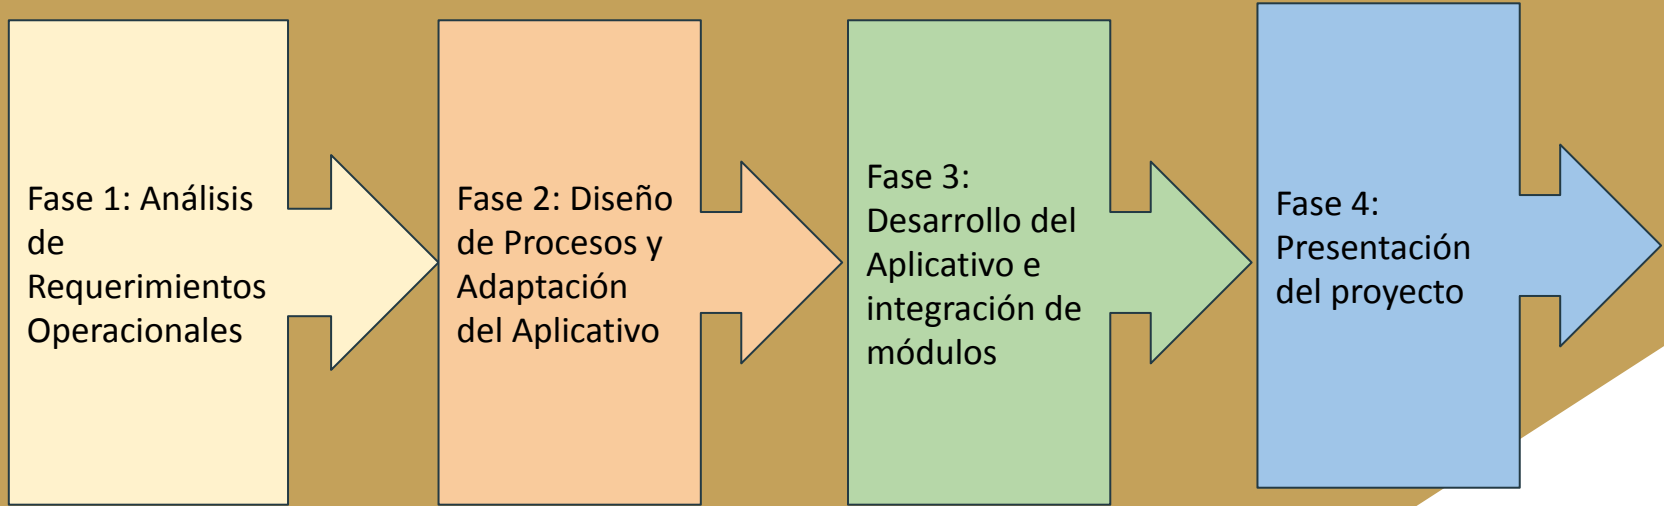 Fase 1: Análisis
de
Requerimientos
Operacionales
Fase 2: Diseño
de Procesos y
Adaptación
del Aplicativo
Fase 3:
Desarrollo del
Aplicativo e
integración de
módulos
Fase 4:
Presentación
del proyecto